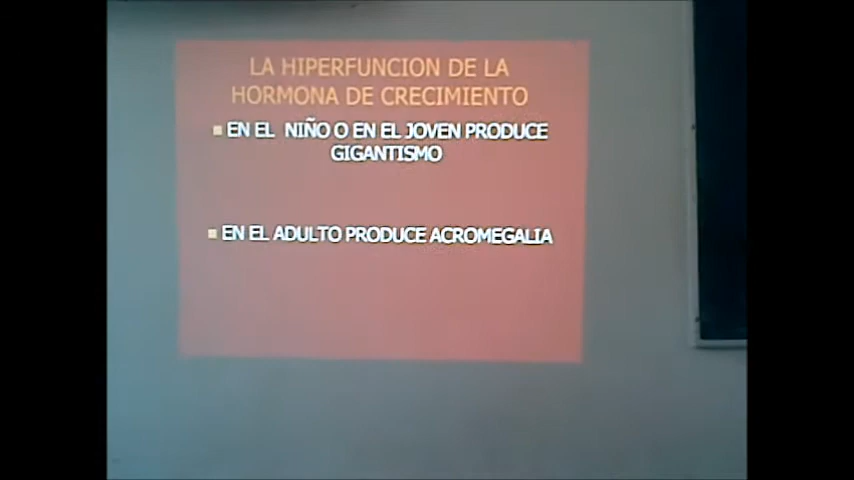 LA HIPERFUNCION DE LA
HORMONA DE CRECIMIENTO
EN EL NIÑO O EN EL JOVEN PRODUCE
GIGANTISMO
EN EL ADULTO PRODUCE ACROMEGALIA